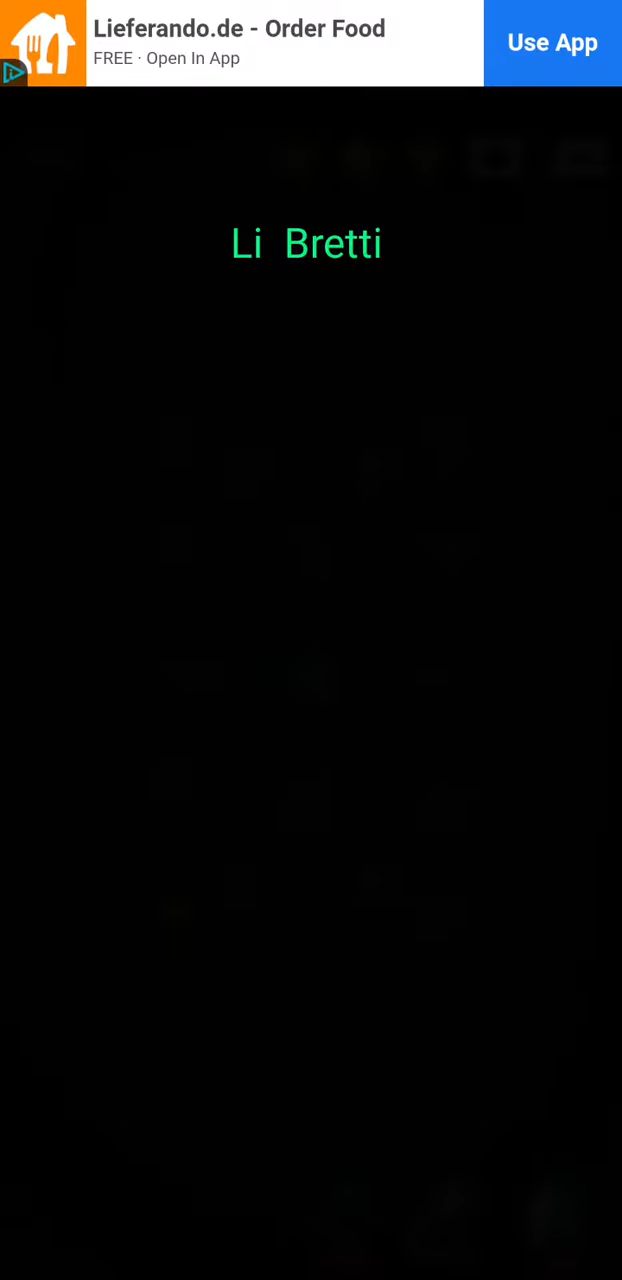 Lieferando.de - Order Food
FREE · Open In App
Use App
Li Bretti